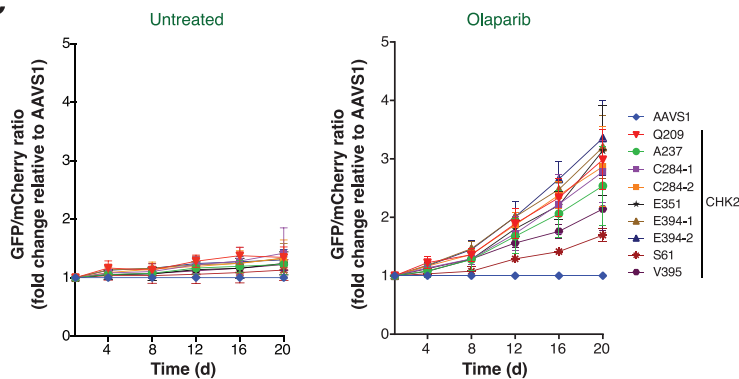 Untreated
GFP/mCherry ratio
(fold change relative to AAVS1)
5
4
3
2
1
0
4 8 12 16 20
Time (d)
Olaparib
GFP/mCherry ratio
(fold change relative to AAVS1)
5
4
3
2
1
0
4 8 12 16 20
Time (d)
AAVS1
Q209
A237
C284-1
C284-2
E351
E394-1
E394-2
S61
V395
CHK2